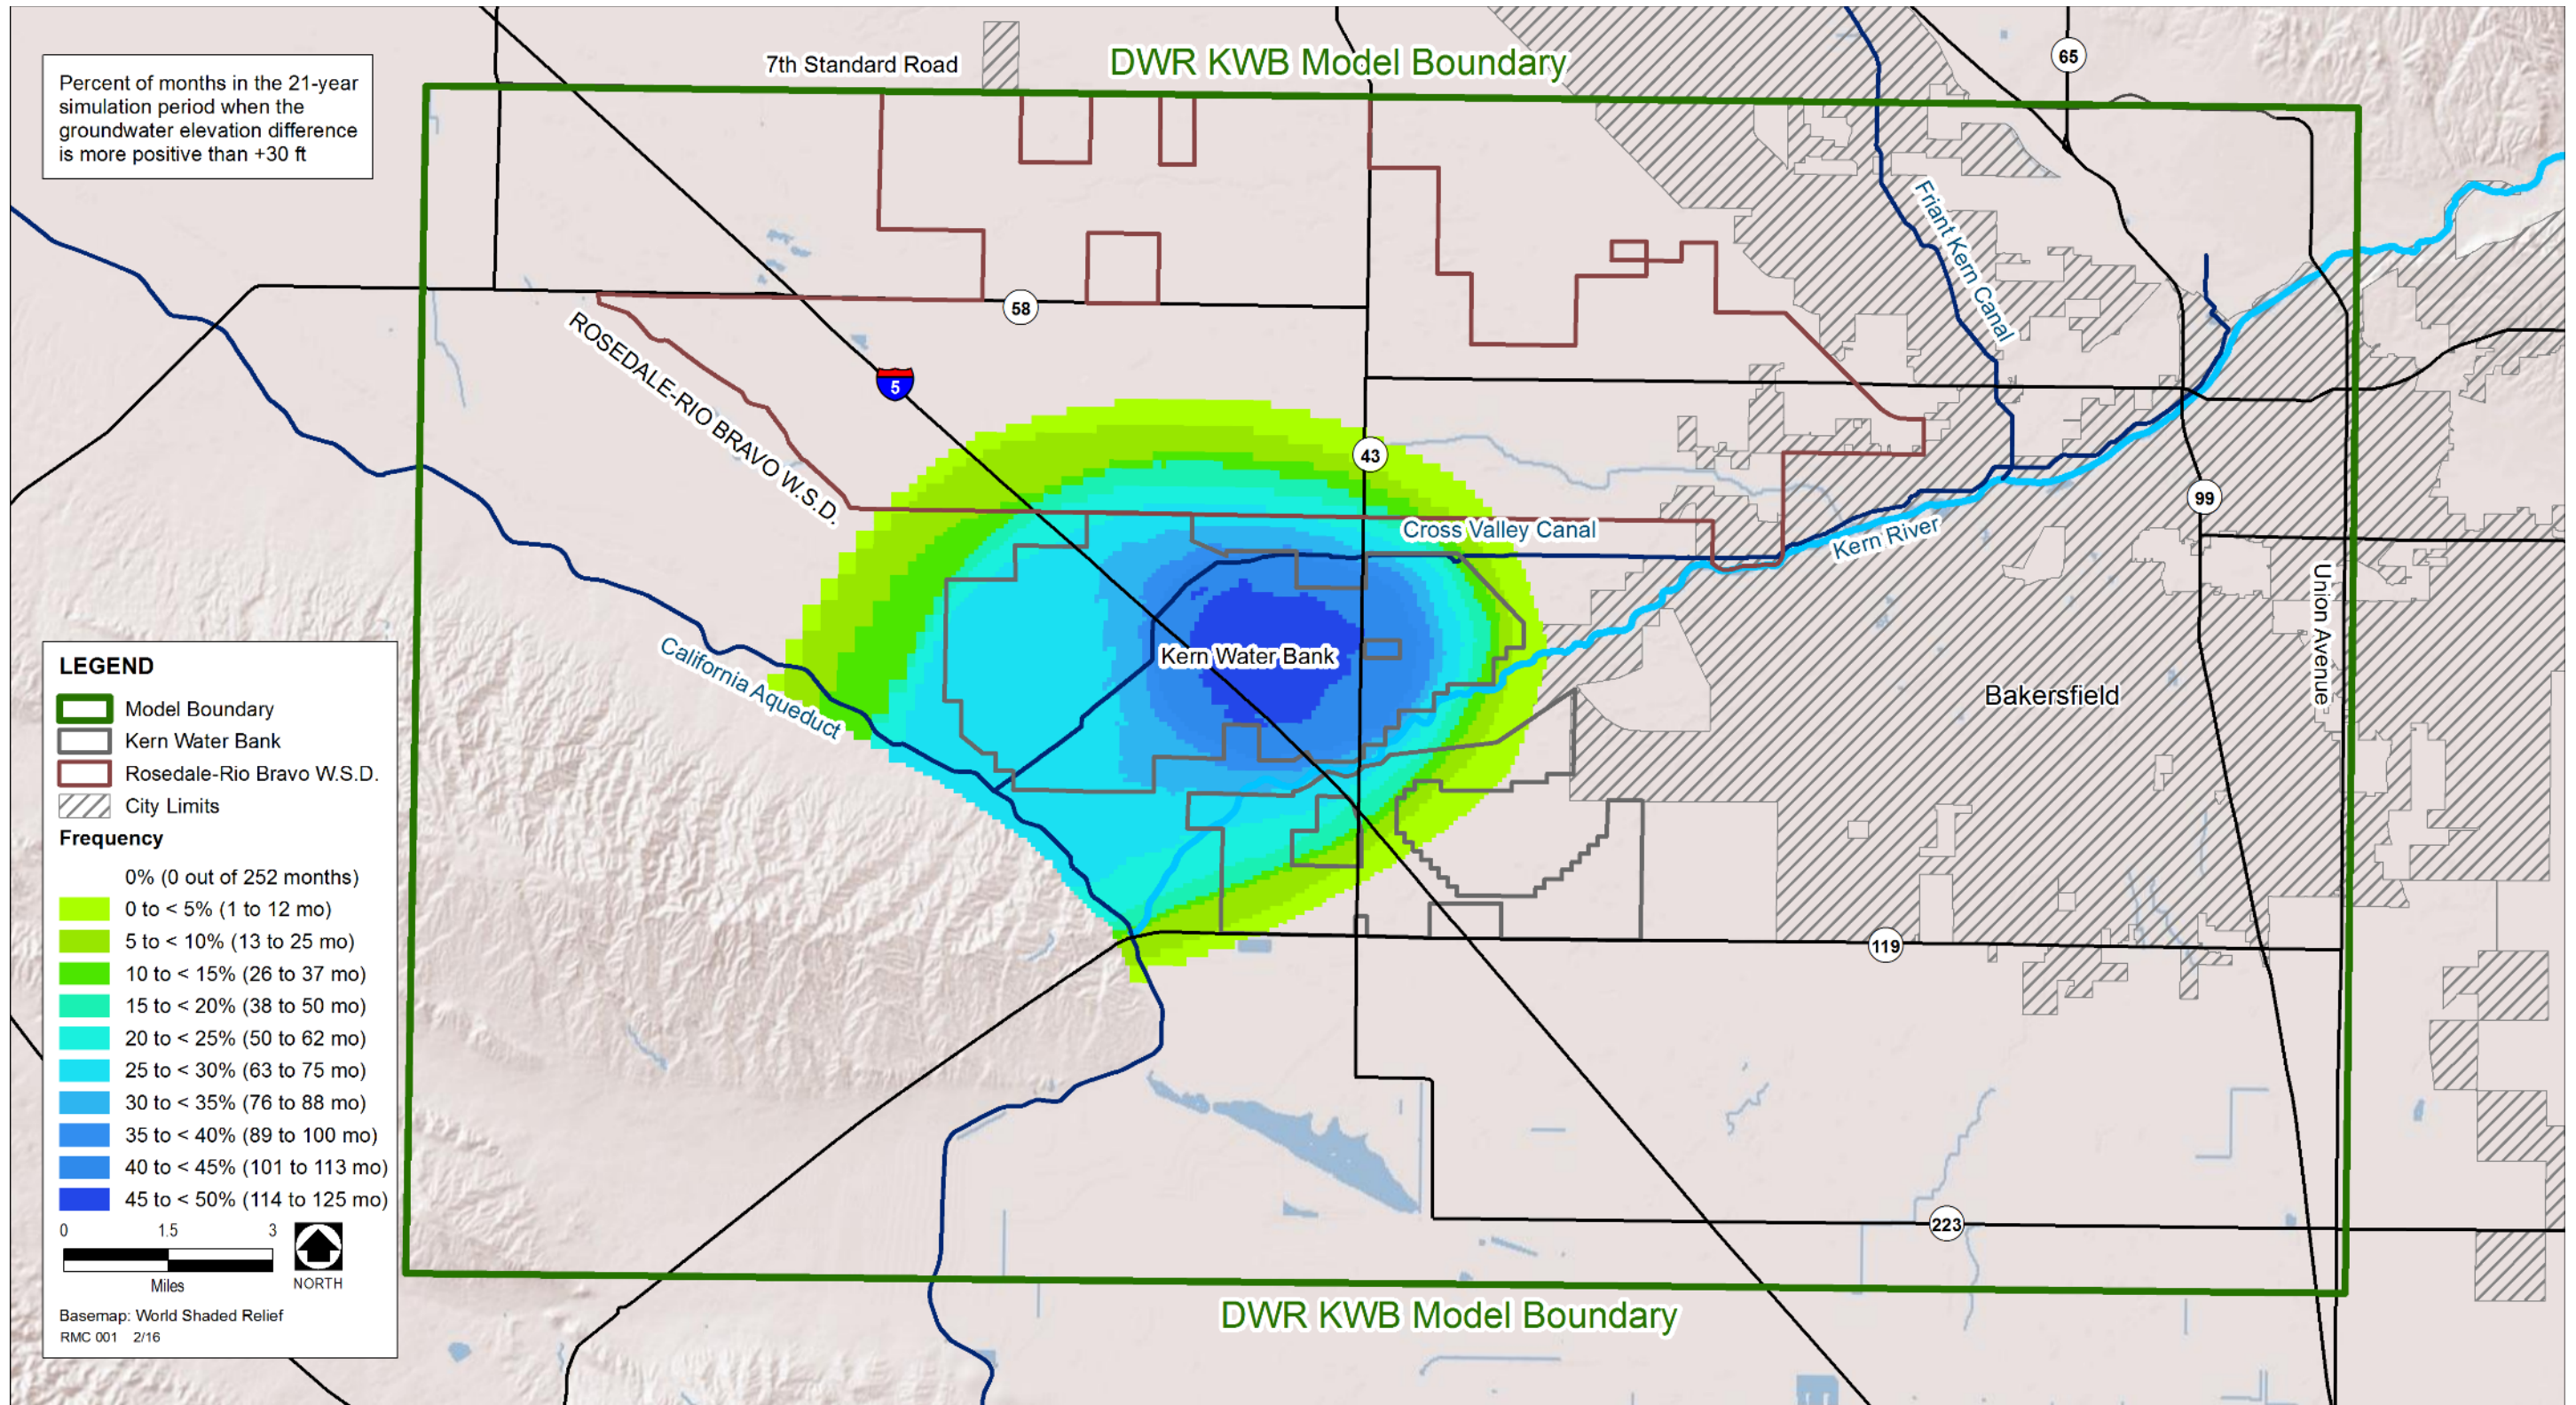 Percent of months in the 21-year
simulation period when the
groundwater elevation difference
is more positive than +30 ft
7th Standard Road
DWR KWB Model Boundary
65
Friant Kern Canal
58
ROSEDALE-RIO BRAVO W.S.D.
5
43
99
Cross Valley Canal
Kern River
Union Avenue
Kern Water Bank
California Aqueduct
Bakersfield
119
223
DWR KWB Model Boundary
LEGEND
Model Boundary
Kern Water Bank
Rosedale-Rio Bravo W.S.D.
City Limits
Frequency
0% (0 out of 252 months)
0 to < 5% (1 to 12 mo)
5 to < 10% (13 to 25 mo)
10 to < 15% (26 to 37 mo)
15 to < 20% (38 to 50 mo)
20 to < 25% (50 to 62 mo)
25 to < 30% (63 to 75 mo)
30 to < 35% (76 to 88 mo)
35 to < 40% (89 to 100 mo)
40 to < 45% (101 to 113 mo)
45 to < 50% (114 to 125 mo)
0 1.5 3
Miles
NORTH
Basemap: World Shaded Relief
RMC 001 2/16